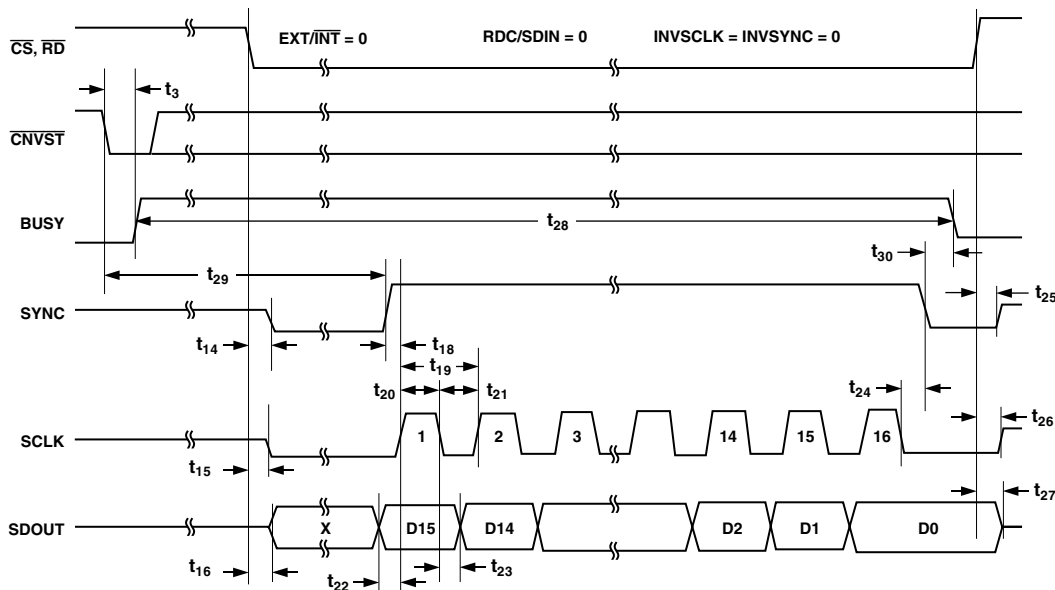 EXT/INT = 0 RDC/SDIN = 0 INVSCLK = INVSYNC = 0
CS, RD
t3
CNVST
BUSY
t28
t30
t29
t25
SYNC
t14
t18
t19
t20
t21
t24
t26
SCLK
1 2 3 14 15 16
t15
t27
SDOUT
X D15 D14 D2 D1 D0
t16
t22
t23